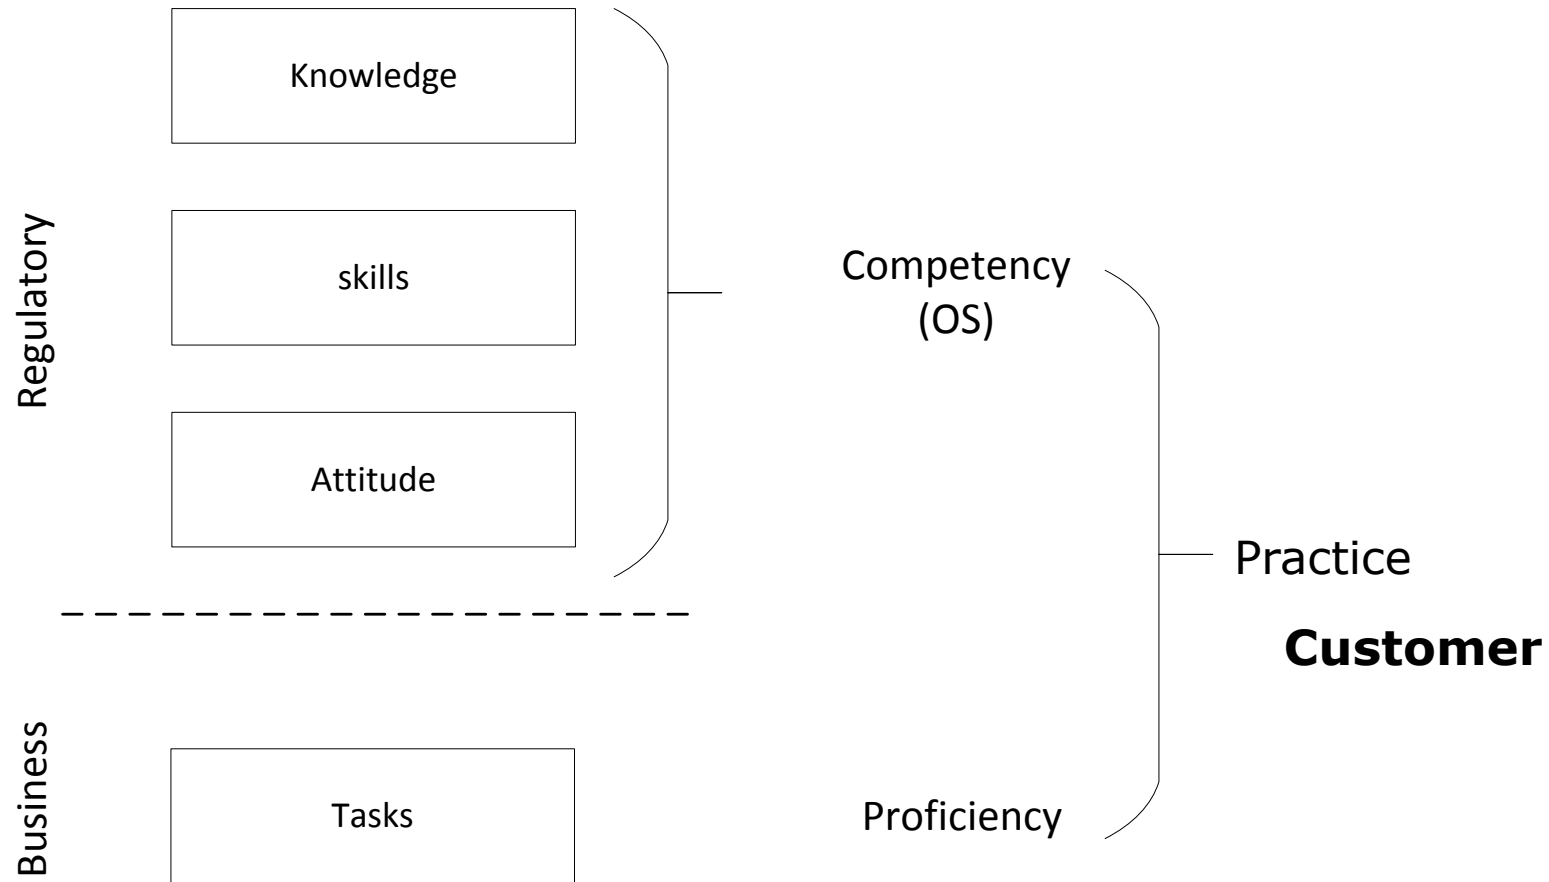 Regulatory
Knowledge
skills
Attitude
Competency
(OS)
Practice
Customer
Business
Tasks
Proficiency